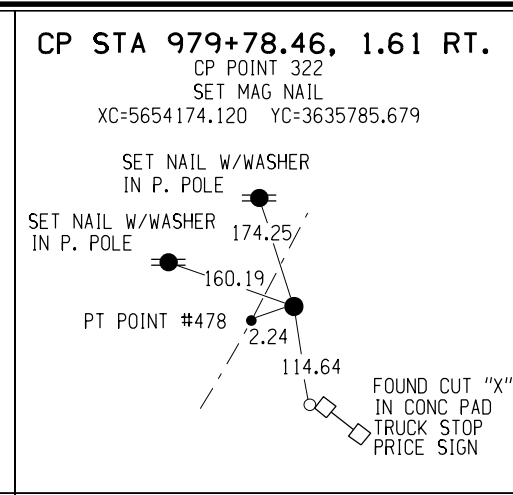 CP STA 979+78.46, 1.61 RT.
CP POINT 322
SET MAG NAIL
XC=5654174.120 YC=3635785.679
SET NAIL W/WASHER
IN P. POLE
SET NAIL W/WASHER
IN P. POLE
174.25
160.19
PT POINT #478
2.24
114.64
FOUND CUT "X"
IN CONC PAD
TRUCK STOP
PRICE SIGN